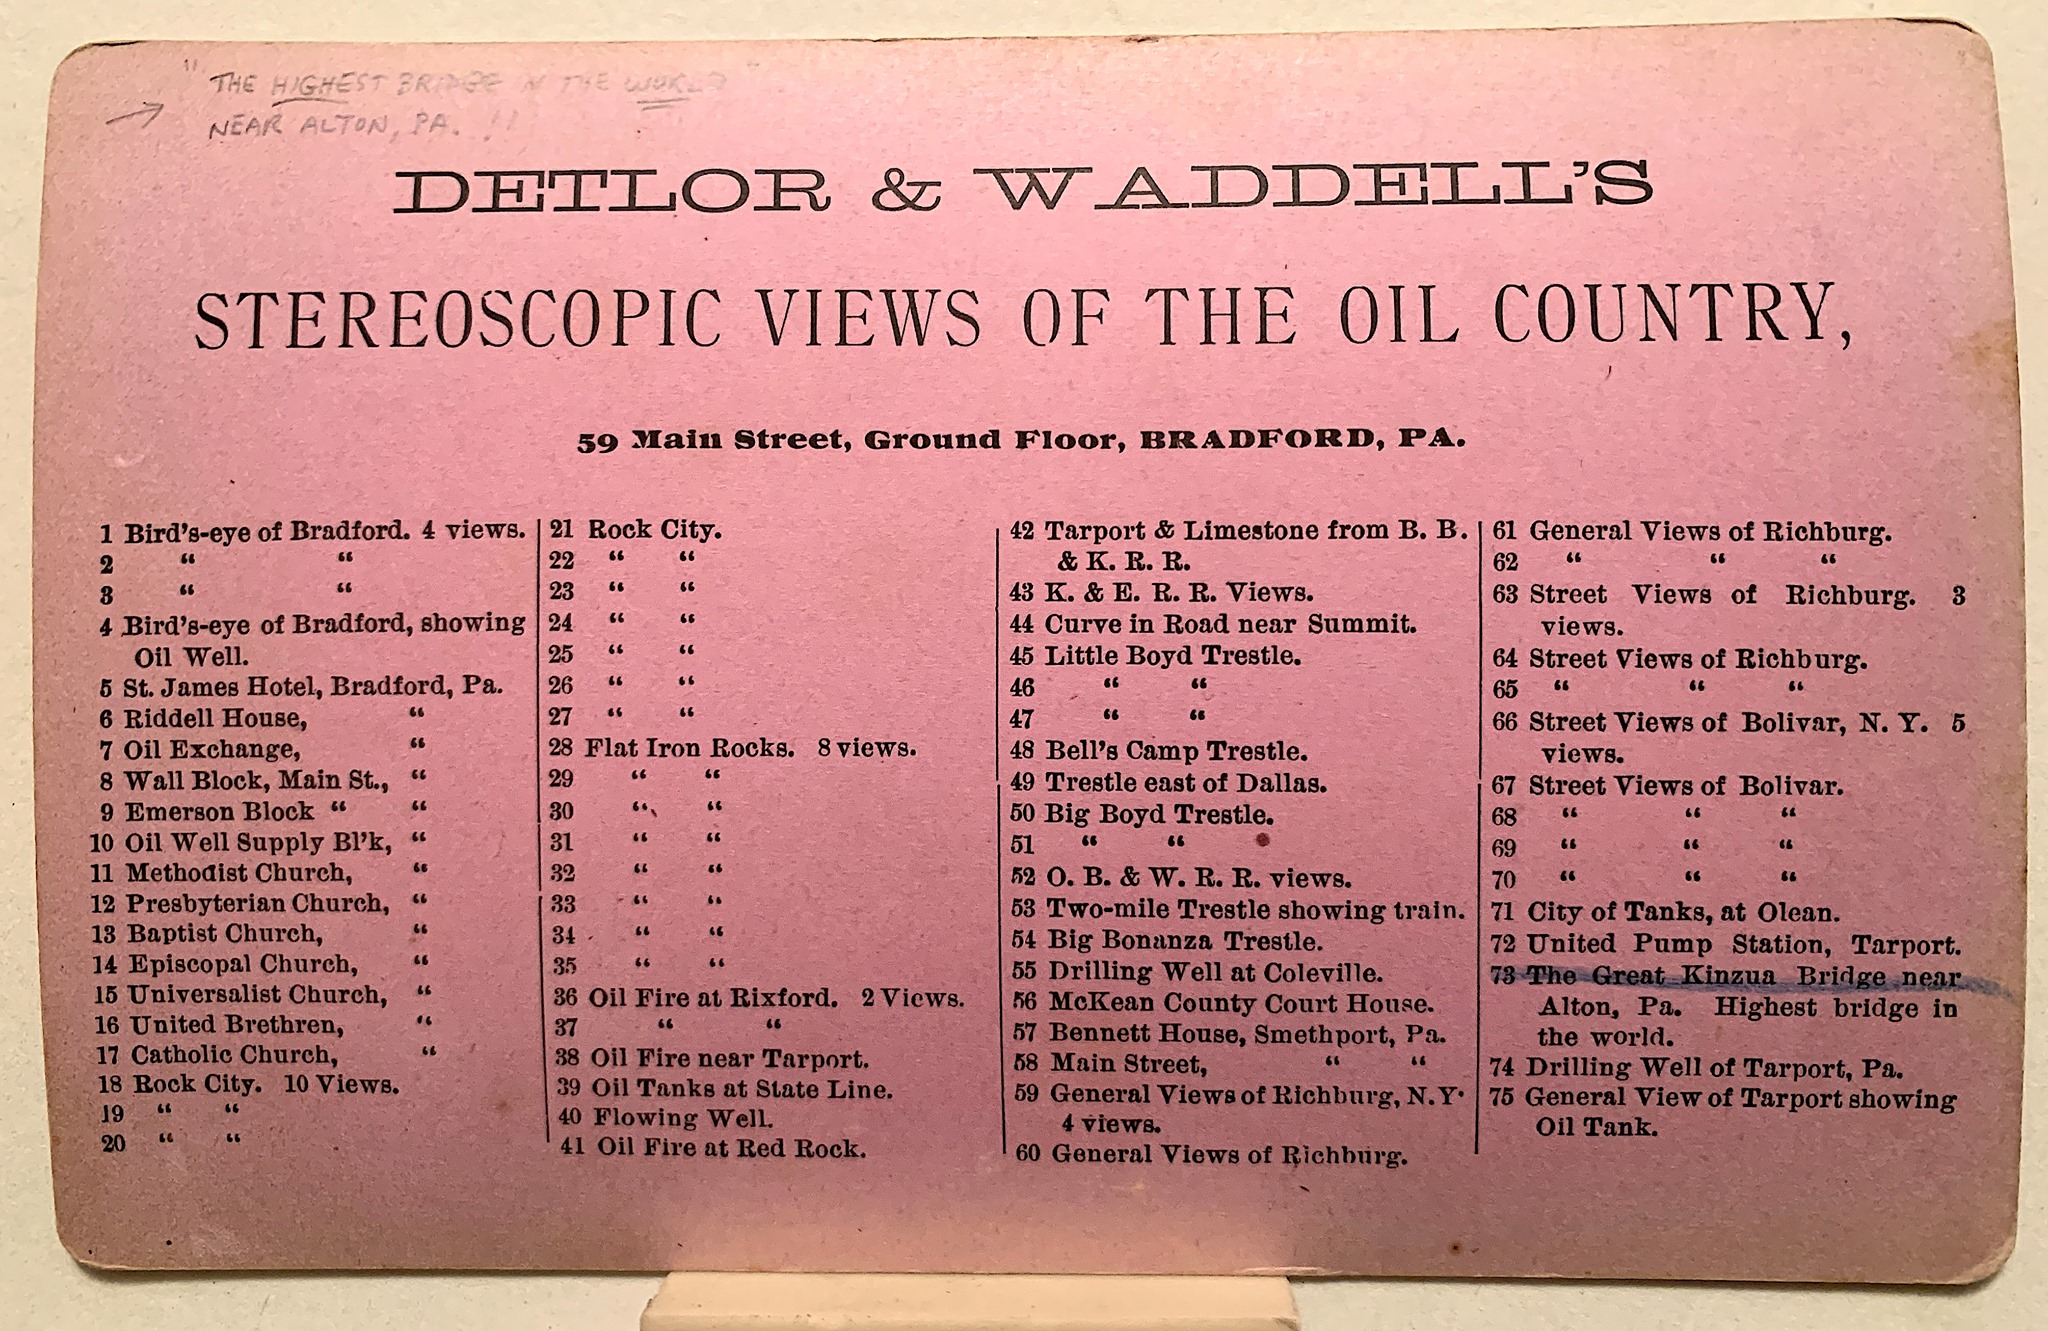 " THE HIGHEST BRIDGE IN THE WORLD "
NEAR ALTON, PA. !!
DETLOR & WADDELL'S
STEREOSCOPIC VIEWS OF THE OIL COUNTRY,
59 Main Street, Ground Floor, BRADFORD, PA.
1 Bird's-eye of Bradford. 4 views.
2 “ “
3 “ “
4 Bird's-eye of Bradford, showing
Oil Well.
5 St. James Hotel, Bradford, Pa.
6 Riddell House, “
7 Oil Exchange, “
8 Wall Block, Main St., “
9 Emerson Block “ “
10 Oil Well Supply Bl'k, “
11 Methodist Church, “
12 Presbyterian Church, “
13 Baptist Church, “
14 Episcopal Church, “
15 Universalist Church, “
16 United Brethren, “
17 Catholic Church, “
18 Rock City. 10 Views.
19 “ “
20 “ “
21 Rock City.
22 “ “
23 “ “
24 “ “
25 “ “
26 “ “
27 “ “
28 Flat Iron Rocks. 8 views.
29 “ “
30 “ “
31 “ “
32 “ “
33 “ “
34 “ “
35 “ “
36 Oil Fire at Rixford. 2 Views.
37 “ “
38 Oil Fire near Tarport.
39 Oil Tanks at State Line.
40 Flowing Well.
41 Oil Fire at Red Rock.
42 Tarport & Limestone from B. B.
& K. R. R.
43 K. & E. R. R. Views.
44 Curve in Road near Summit.
45 Little Boyd Trestle.
46 “ “
47 “ “
48 Bell's Camp Trestle.
49 Trestle east of Dallas.
50 Big Boyd Trestle.
51 “ “
52 O. B. & W. R. R. views.
53 Two-mile Trestle showing train.
54 Big Bonanza Trestle.
55 Drilling Well at Coleville.
56 McKean County Court House.
57 Bennett House, Smethport, Pa.
58 Main Street, “ “
59 General Views of Richburg, N.Y.
4 views.
60 General Views of Richburg.
61 General Views of Richburg.
62 “ “ “
63 Street Views of Richburg. 3
views.
64 Street Views of Richburg.
65 “ “ “
66 Street Views of Bolivar, N. Y. 5
views.
67 Street Views of Bolivar.
68 “ “ “
69 “ “ “
70 “ “ “
71 City of Tanks, at Olean.
72 United Pump Station, Tarport.
73 The Great Kinzua Bridge near
Alton, Pa. Highest bridge in
the world.
74 Drilling Well of Tarport, Pa.
75 General View of Tarport showing
Oil Tank.